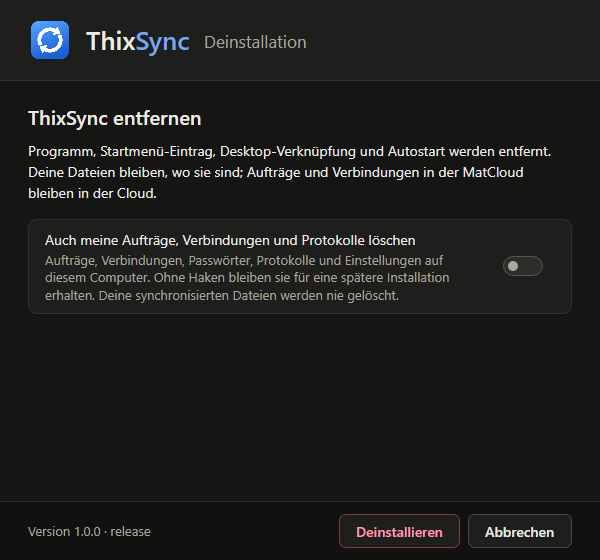 ThixSync Deinstallation
ThixSync entfernen
Programm, Startmenü-Eintrag, Desktop-Verknüpfung und Autostart werden entfernt.
Deine Dateien bleiben, wo sie sind; Aufträge und Verbindungen in der MatCloud
bleiben in der Cloud.
Auch meine Aufträge, Verbindungen und Protokolle löschen
Aufträge, Verbindungen, Passwörter, Protokolle und Einstellungen auf
diesem Computer. Ohne Haken bleiben sie für eine spätere Installation
erhalten. Deine synchronisierten Dateien werden nie gelöscht.
Version 1.0.0 · release
Deinstallieren
Abbrechen